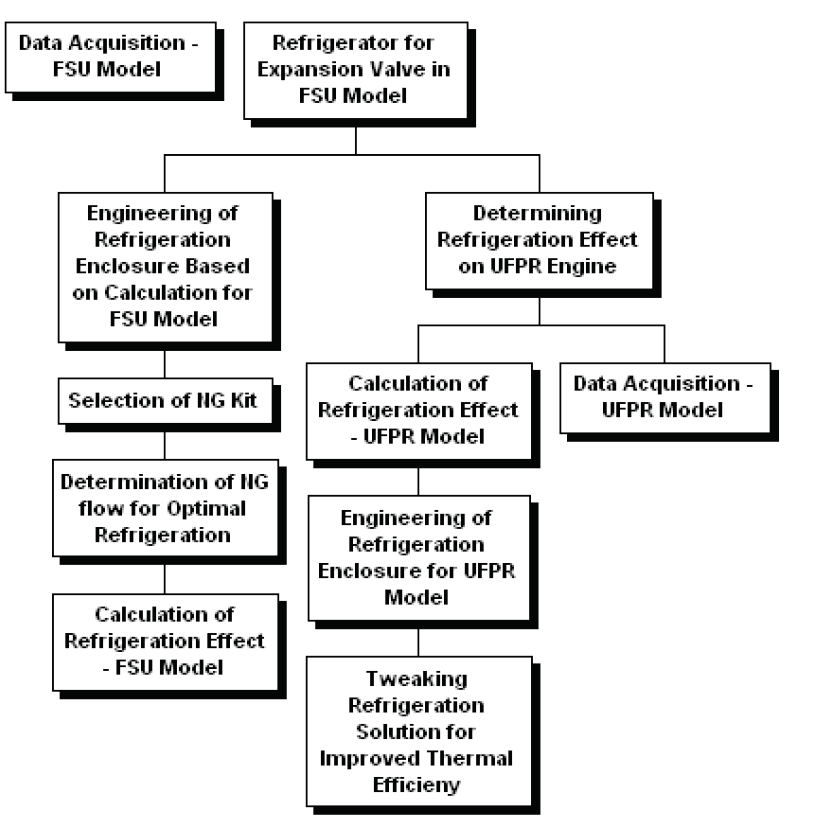 Data Acquisition -
FSU Model
Refrigerator for
Expansion Valve in
FSU Model
Engineering of
Refrigeration
Enclosure Based
on Calculation for
FSU Model
Determining
Refrigeration Effect
on UFPR Engine
Selection of NG Kit
Calculation of
Refrigeration Effect
- UFPR Model
Data Acquisition -
UFPR Model
Determination of NG
flow for Optimal
Refrigeration
Engineering of
Refrigeration
Enclosure for UFPR
Model
Calculation of
Refrigeration Effect
- FSU Model
Tweaking
Refrigeration
Solution for
Improved Thermal
Efficieny